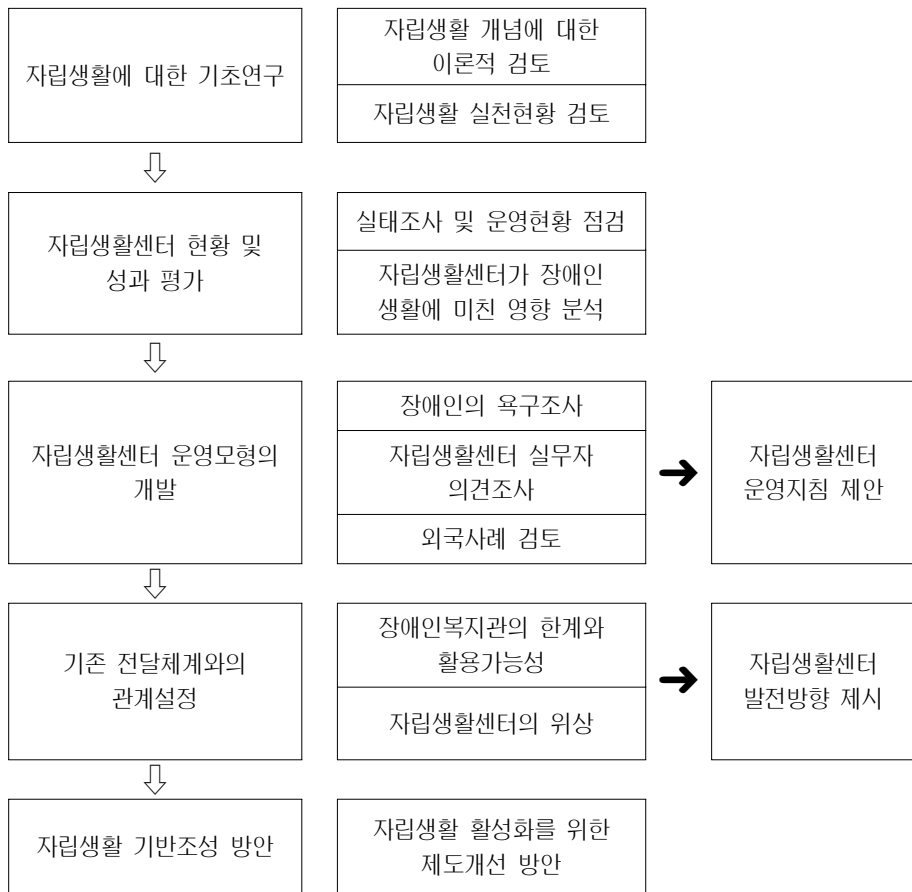 자립생활에 대한 기초연구
자립생활 개념에 대한
이론적 검토
자립생활 실천현황 검토
자립생활센터 현황 및
성과 평가
실태조사 및 운영현황 점검
자립생활센터가 장애인
생활에 미친 영향 분석
자립생활센터 운영모형의
개발
장애인의 욕구조사
자립생활센터 실무자
의견조사
외국사례 검토
자립생활센터
운영지침 제안
기존 전달체계와의
관계설정
장애인복지관의 한계와
활용가능성
자립생활센터의 위상
자립생활센터
발전방향 제시
자립생활 기반조성 방안
자립생활 활성화를 위한
제도개선 방안